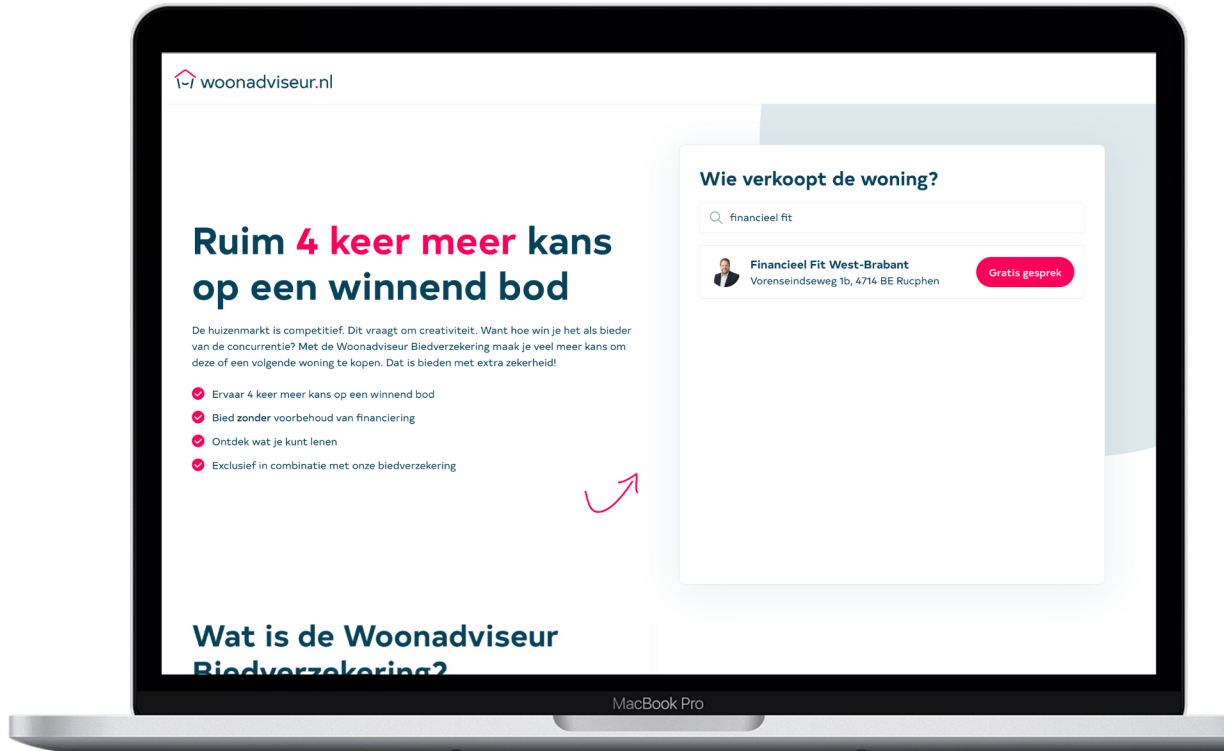 woonadviseur.nl
Ruim 4 keer meer kans
op een winnend bod
De huizenmarkt is competitief. Dit vraagt om creativiteit. Want hoe win je het als bieder
van de concurrentie? Met de Woonadviseur Biedverzekering maak je veel meer kans om
deze of een volgende woning te kopen. Dat is bieden met extra zekerheid!
Ervaar 4 keer meer kans op een winnend bod
Bied zonder voorbehoud van financiering
Ontdek wat je kunt lenen
Exclusief in combinatie met onze biedverzekering
Wie verkoopt de woning?
financieel fit
Financieel Fit West-Brabant
Vorenseindseweg 1b, 4714 BE Rucphen
Gratis gesprek
Wat is de Woonadviseur
Biedverzekering?
MacBook Pro